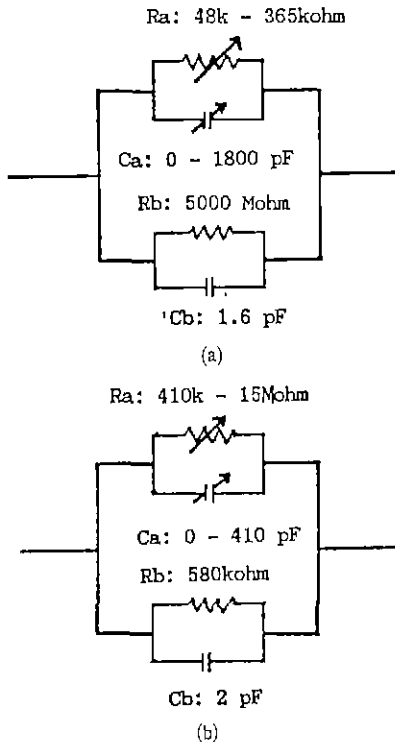 Ra: 48k - 365kohm
Ca: 0 - 1800 pF
Rb: 5000 Mohm
'Cb: 1.6 pF
(a)
Ra: 410k - 15Mohm
Ca: 0 - 410 pF
Rb: 580kohm
Cb: 2 pF
(b)